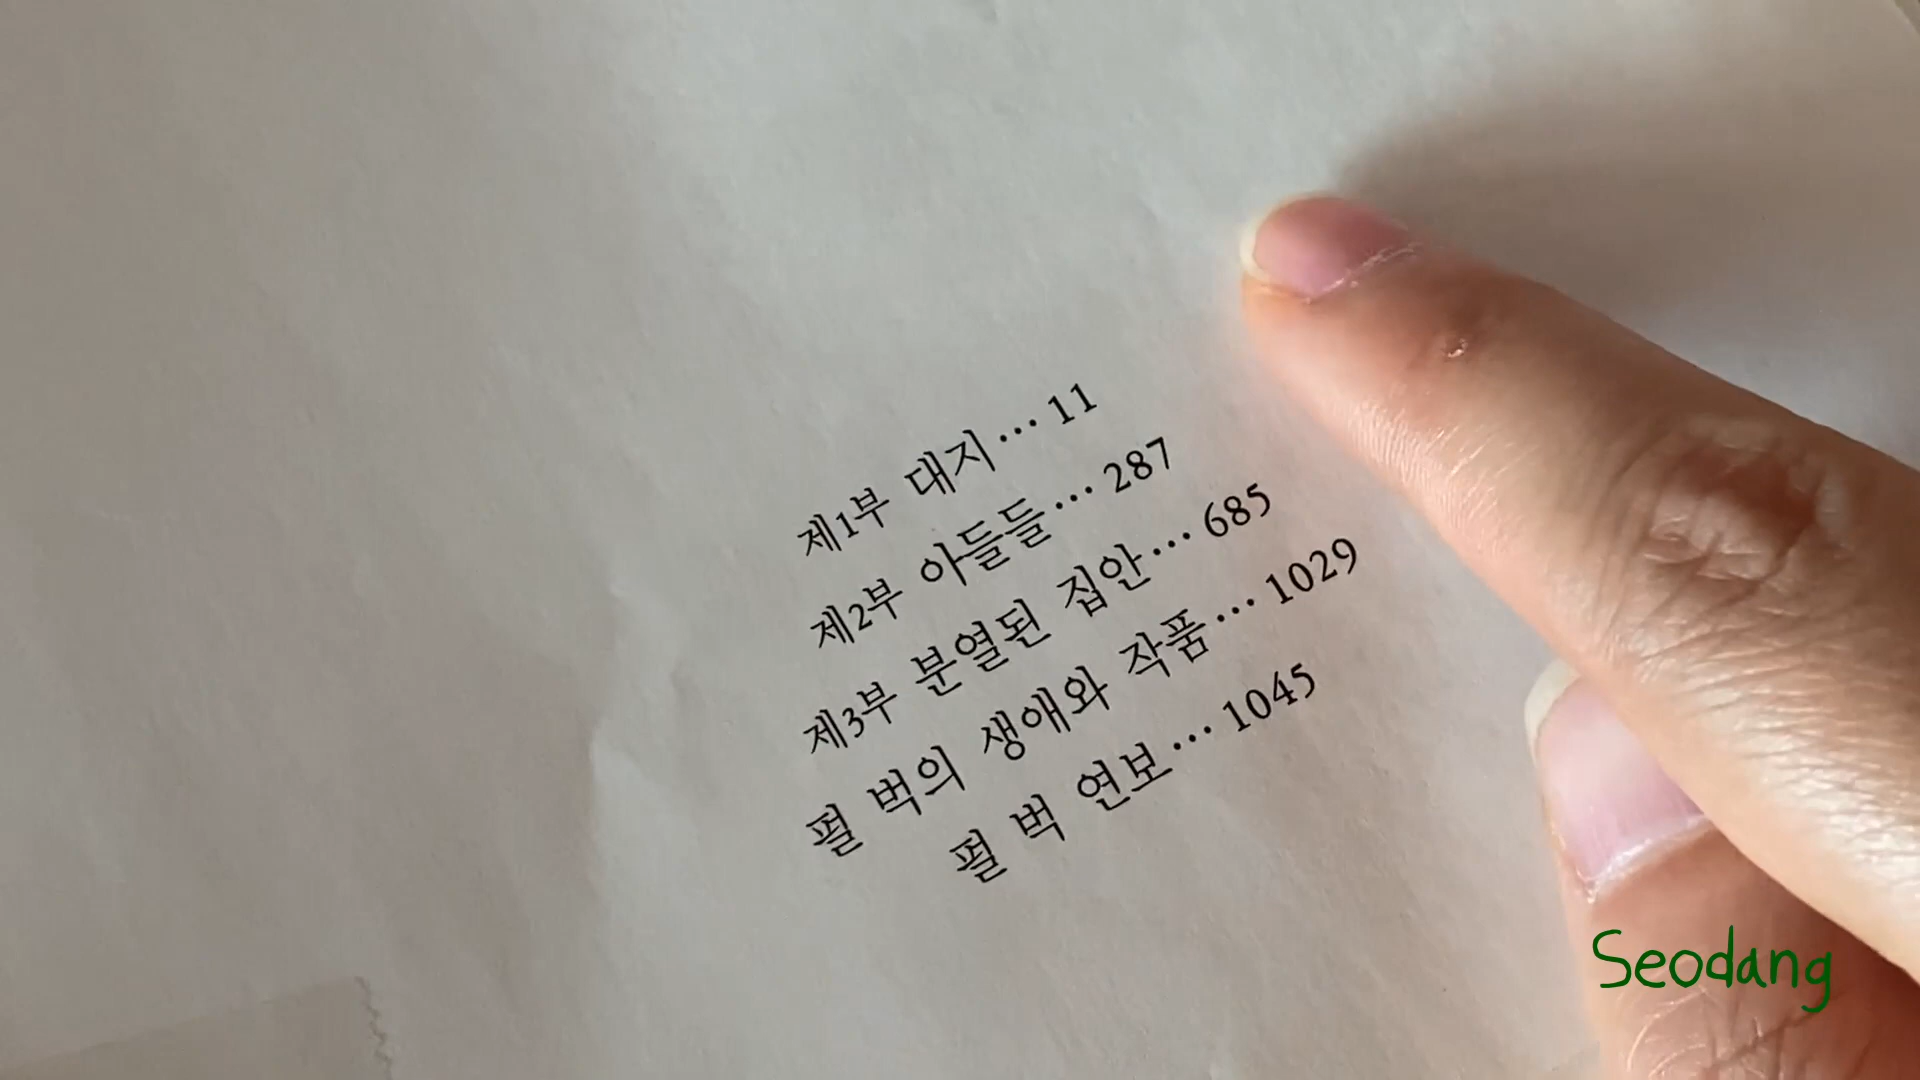 제1부 대지… 11
제2부 아들들… 287
제3부 분열된 집안… 685
펄 벅의 생애와 작품… 1029
펄 벅 연보… 1045
Seodang